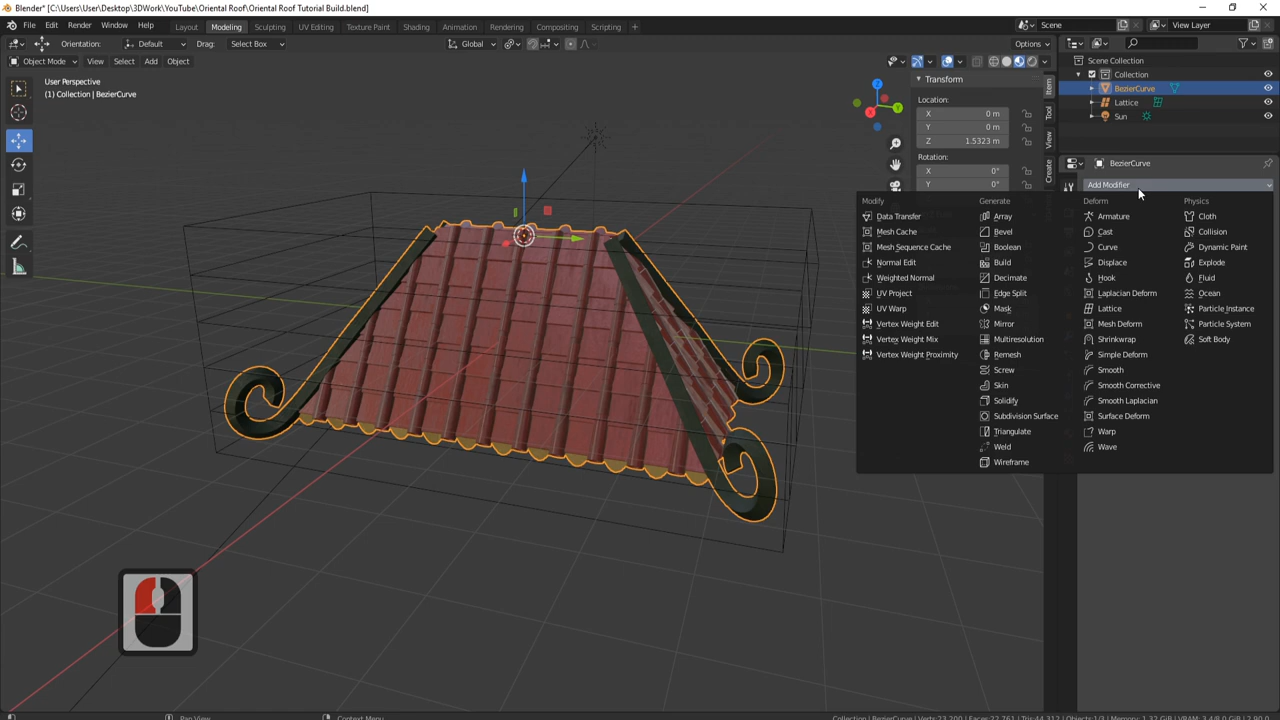 Blender* [C:\Users\User\Desktop\3DWork\YouTube\Oriental Roof\Oriental Roof Tutorial Build.blend]
File Edit Render Window Help Layout Modeling Sculpting UV Editing Texture Paint Shading Animation Rendering Compositing Scripting Scene View Layer
Orientation: Default Drag: Select Box Global Options
Object Mode View Select Add Object
User Perspective
(1) Collection | BezierCurve
Transform
Location:
X 0 m
Y 0 m
Z 1.5323 m
Rotation:
X 0°
Y 0°
Item
Tool
View
Create
Scene Collection
Collection
BezierCurve
Lattice
Sun
BezierCurve
Add Modifier
Modify
Data Transfer
Mesh Cache
Mesh Sequence Cache
Normal Edit
Weighted Normal
UV Project
UV Warp
Vertex Weight Edit
Vertex Weight Mix
Vertex Weight Proximity
Generate
Array
Bevel
Boolean
Build
Decimate
Edge Split
Mask
Mirror
Multiresolution
Remesh
Screw
Skin
Solidify
Subdivision Surface
Triangulate
Weld
Wireframe
Deform
Armature
Cast
Curve
Displace
Hook
Laplacian Deform
Lattice
Mesh Deform
Shrinkwrap
Simple Deform
Smooth
Smooth Corrective
Smooth Laplacian
Surface Deform
Warp
Wave
Physics
Cloth
Collision
Dynamic Paint
Explode
Fluid
Ocean
Particle Instance
Particle System
Soft Body
Pan View Context Menu